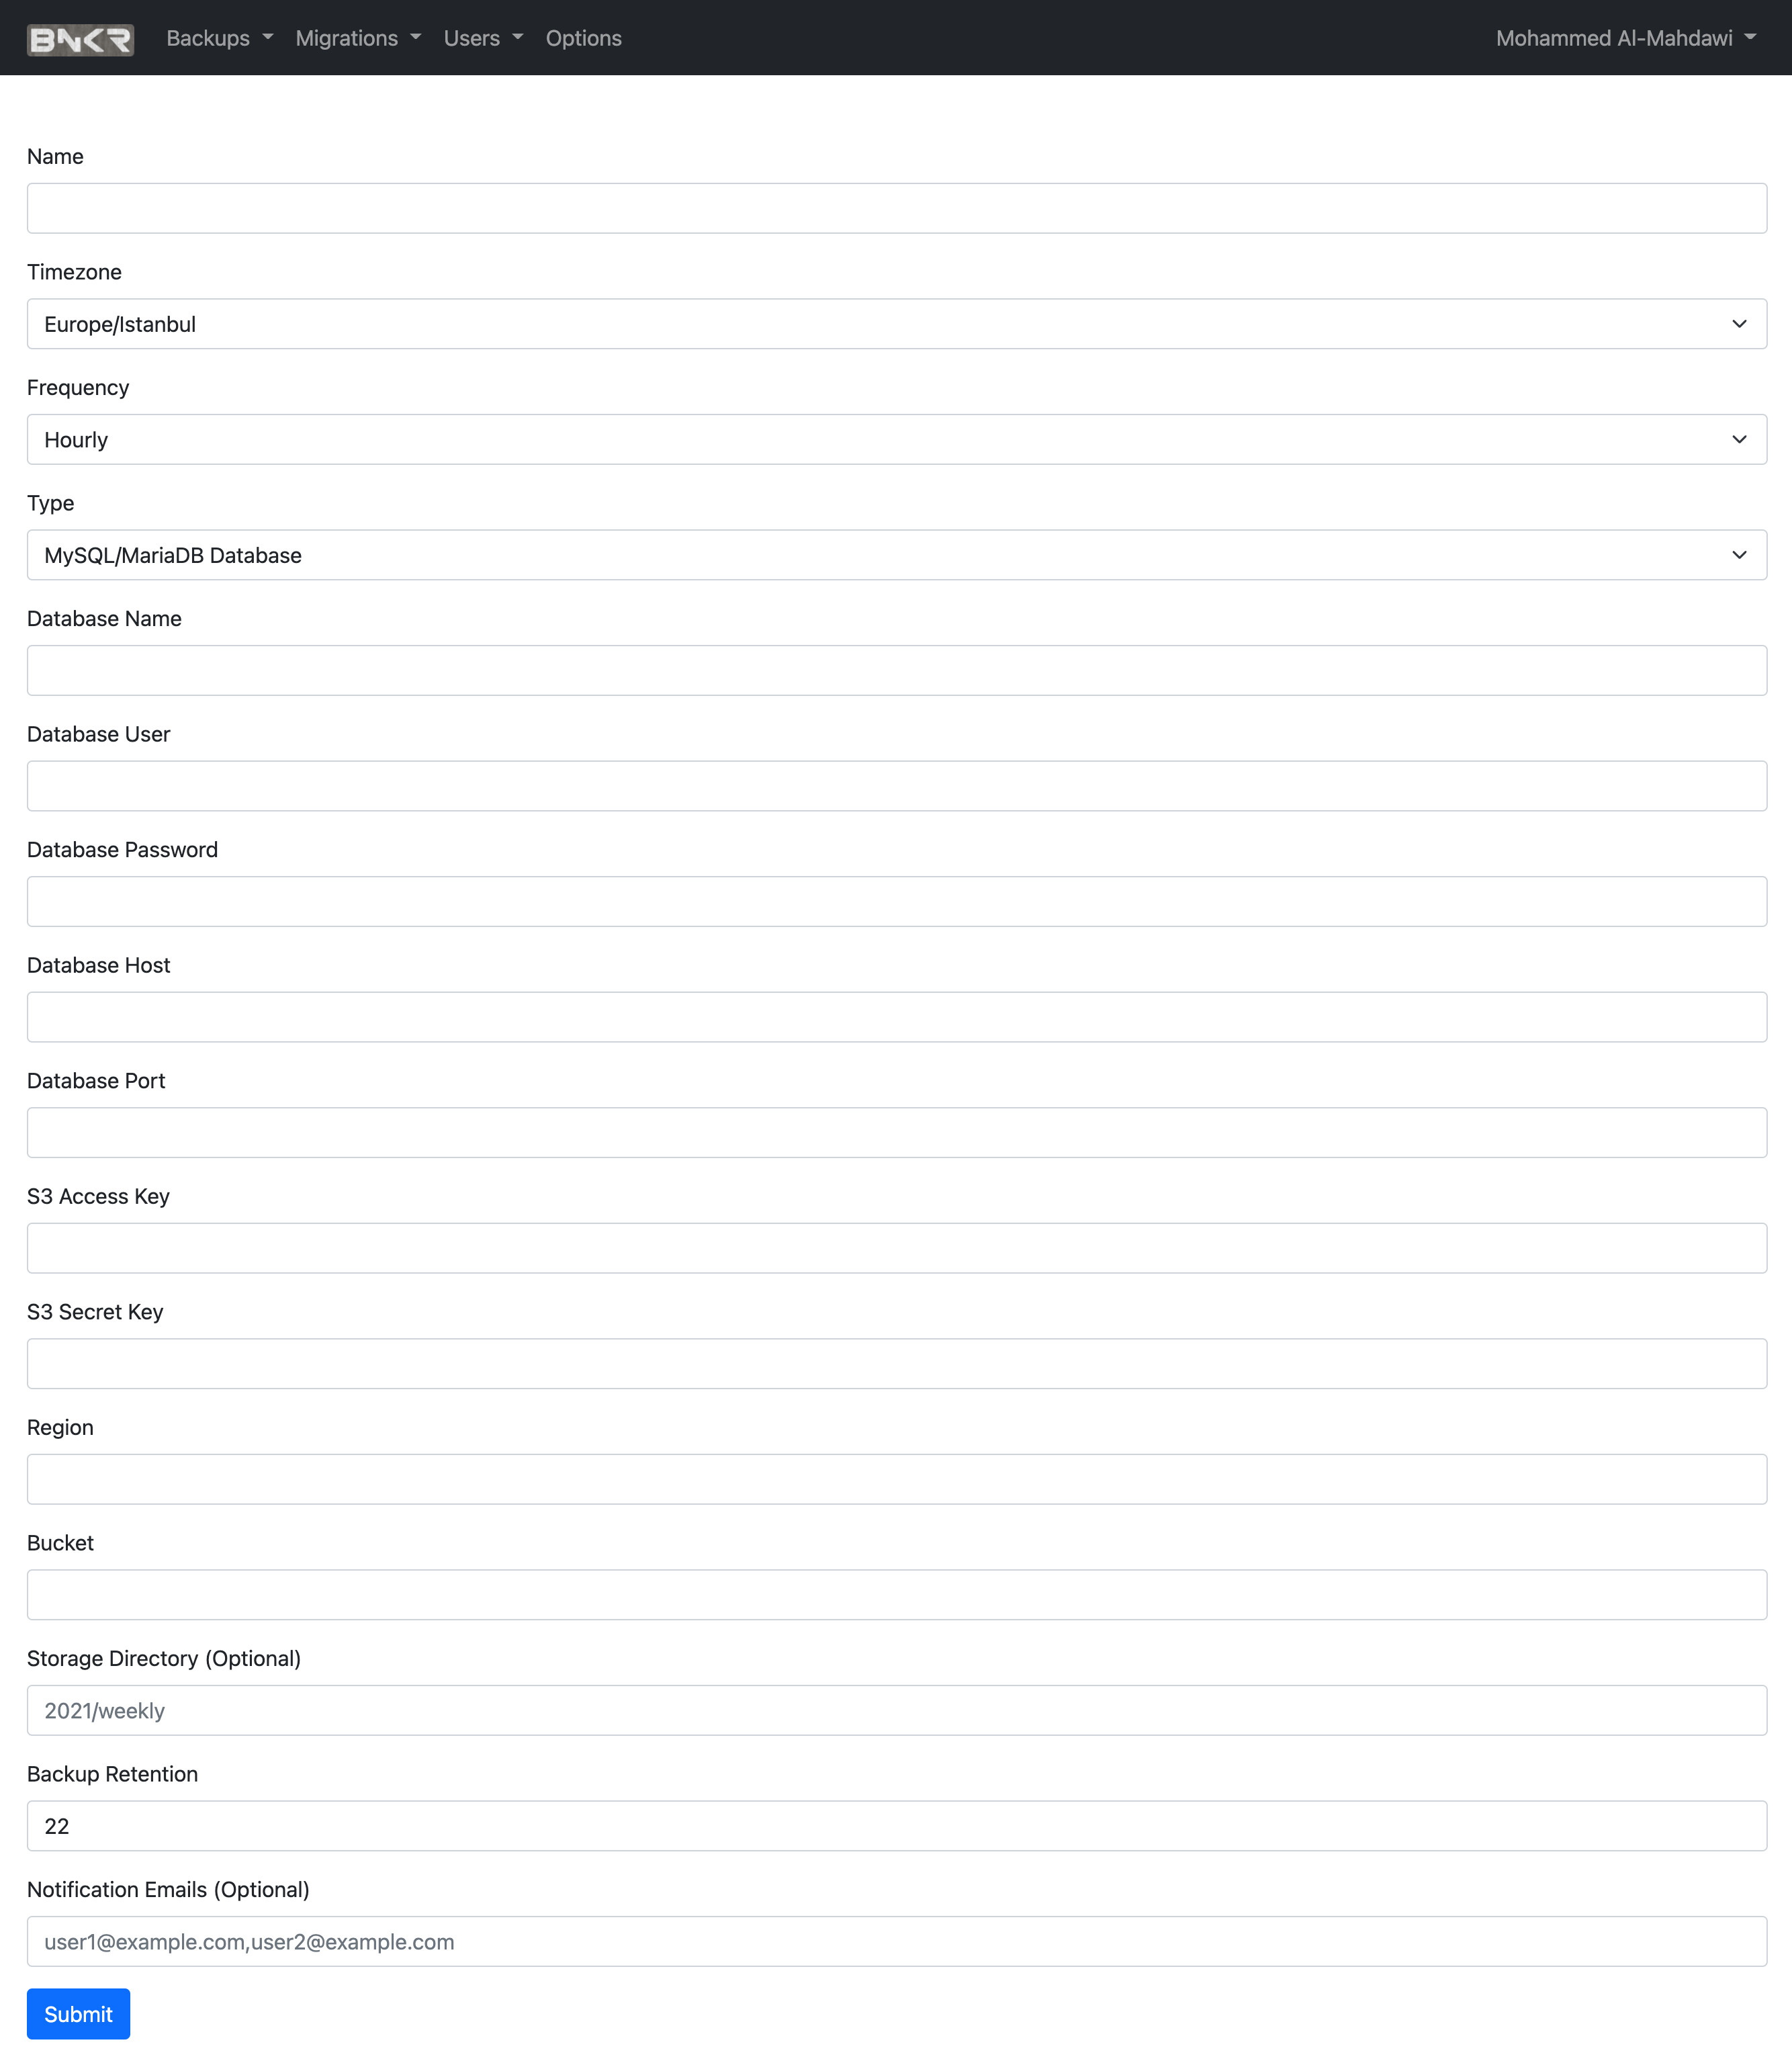 BNKR Backups Migrations Users Options Mohammed Al-Mahdawi
Name
Timezone
Europe/Istanbul
Frequency
Hourly
Type
MySQL/MariaDB Database
Database Name
Database User
Database Password
Database Host
Database Port
S3 Access Key
S3 Secret Key
Region
Bucket
Storage Directory (Optional)
2021/weekly
Backup Retention
22
Notification Emails (Optional)
user1@example.com,user2@example.com
Submit